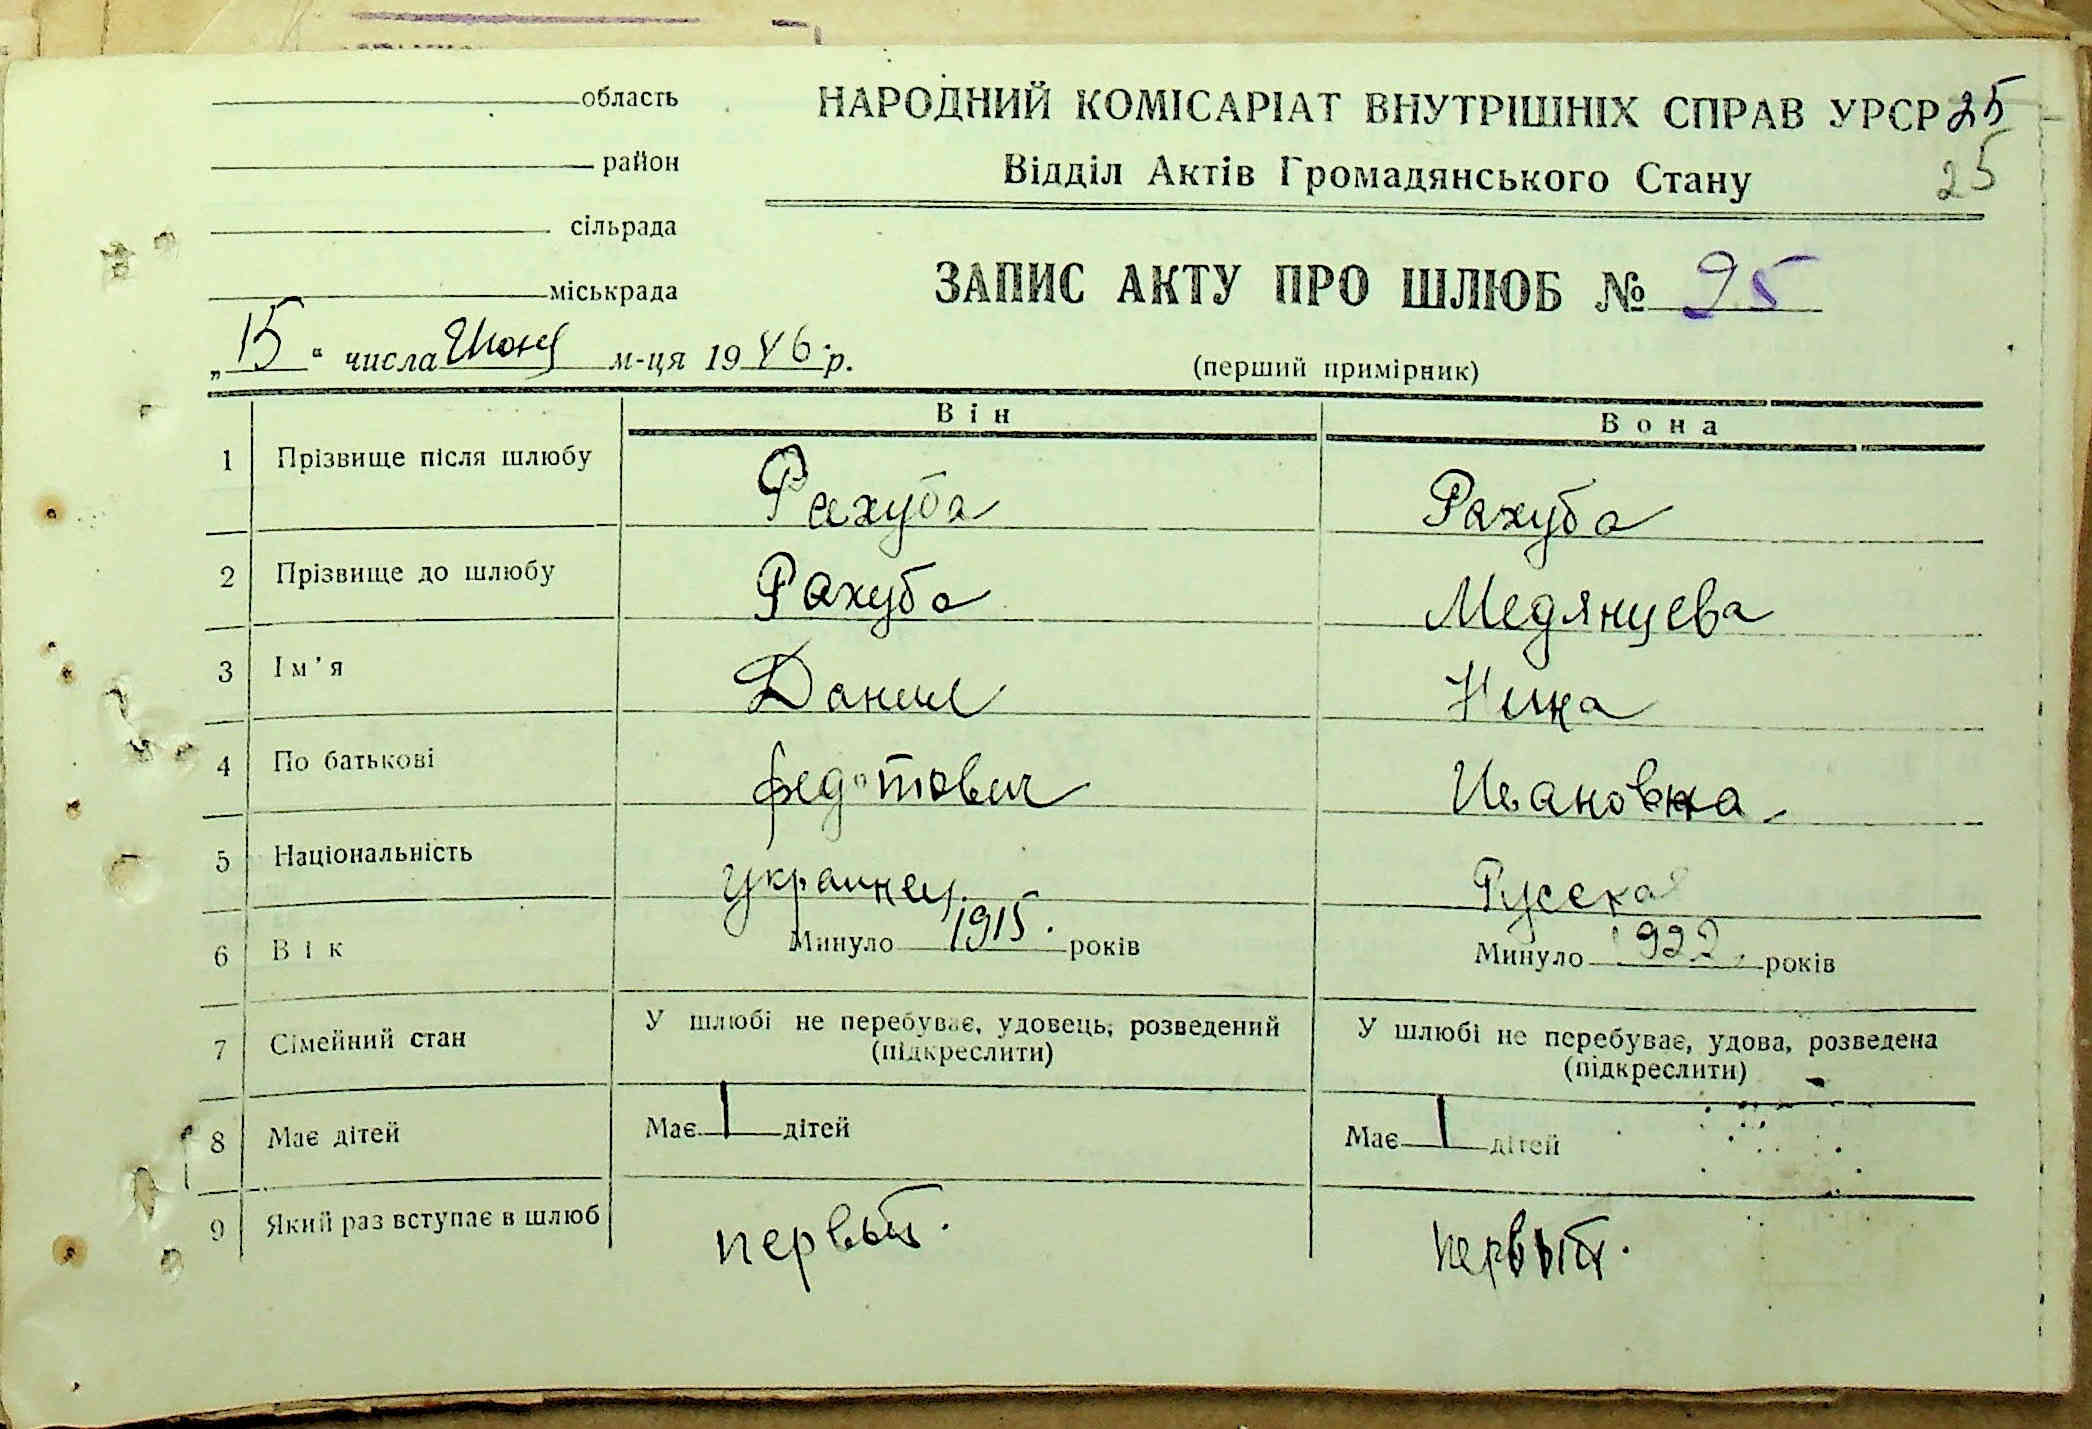 область
район
сільрада
міськрада
НАРОДНИЙ КОМІСАРІАТ ВНУТРІШНІХ СПРАВ УРСР 25
Відділ Актів Громадянського Стану 25
ЗАПИС АКТУ ПРО ШЛЮБ № 25
„15“ числа Июня м-ця 1946 р.
(перший примірник)
Він Вона
1 Прізвище після шлюбу Рахуба Рахуба
2 Прізвище до шлюбу Рахуба Медянцева
3 Ім'я Данил Нина
4 По батькові федотович Ивановна
5 Національність украинец Русская
6 Вік Минуло 1915. років Минуло 1922. років
7 Сімейний стан У шлюбі не перебуває, удовець, розведений (підкреслити) У шлюбі не перебуває, удова, розведена (підкреслити)
8 Має дітей Має 1 дітей Має 1 дітей
9 Який раз вступає в шлюб первый. первый.